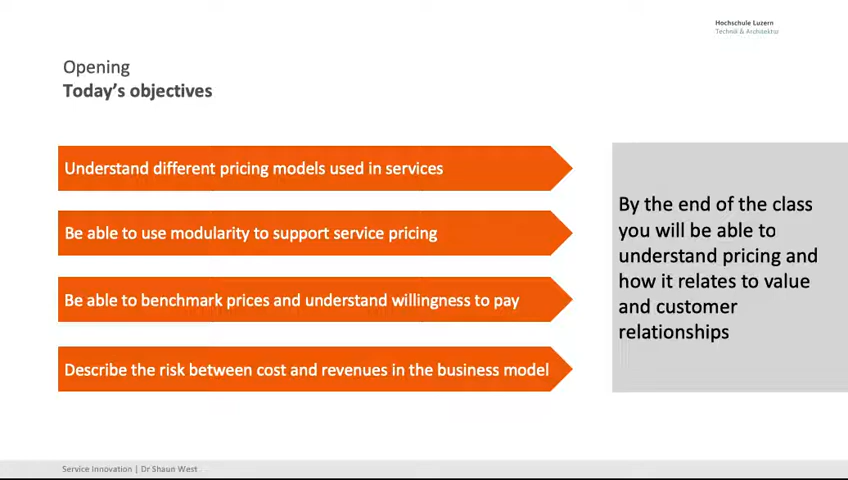 Hochschule Luzern
Technik & Architektur
Opening
Today's objectives
Understand different pricing models used in services
Be able to use modularity to support service pricing
Be able to benchmark prices and understand willingness to pay
Describe the risk between cost and revenues in the business model
By the end of the class
you will be able to
understand pricing and
how it relates to value
and customer
relationships
Service Innovation | Dr Shaun West